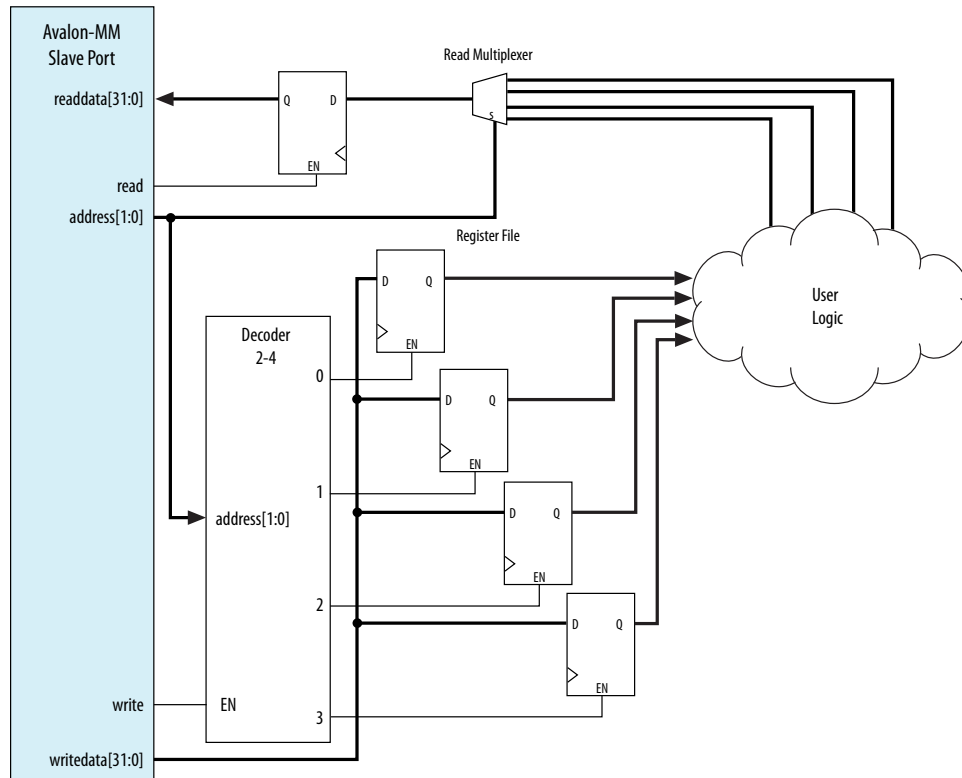 Avalon-MM
Slave Port
Read Multiplexer
readdata[31:0]
Q
D
s
EN
read
address[1:0]
Register File
D
Q
EN
User
Logic
Decoder
2-4
0
D
Q
EN
1
address[1:0]
D
Q
EN
2
D
Q
EN
write
EN
3
writedata[31:0]